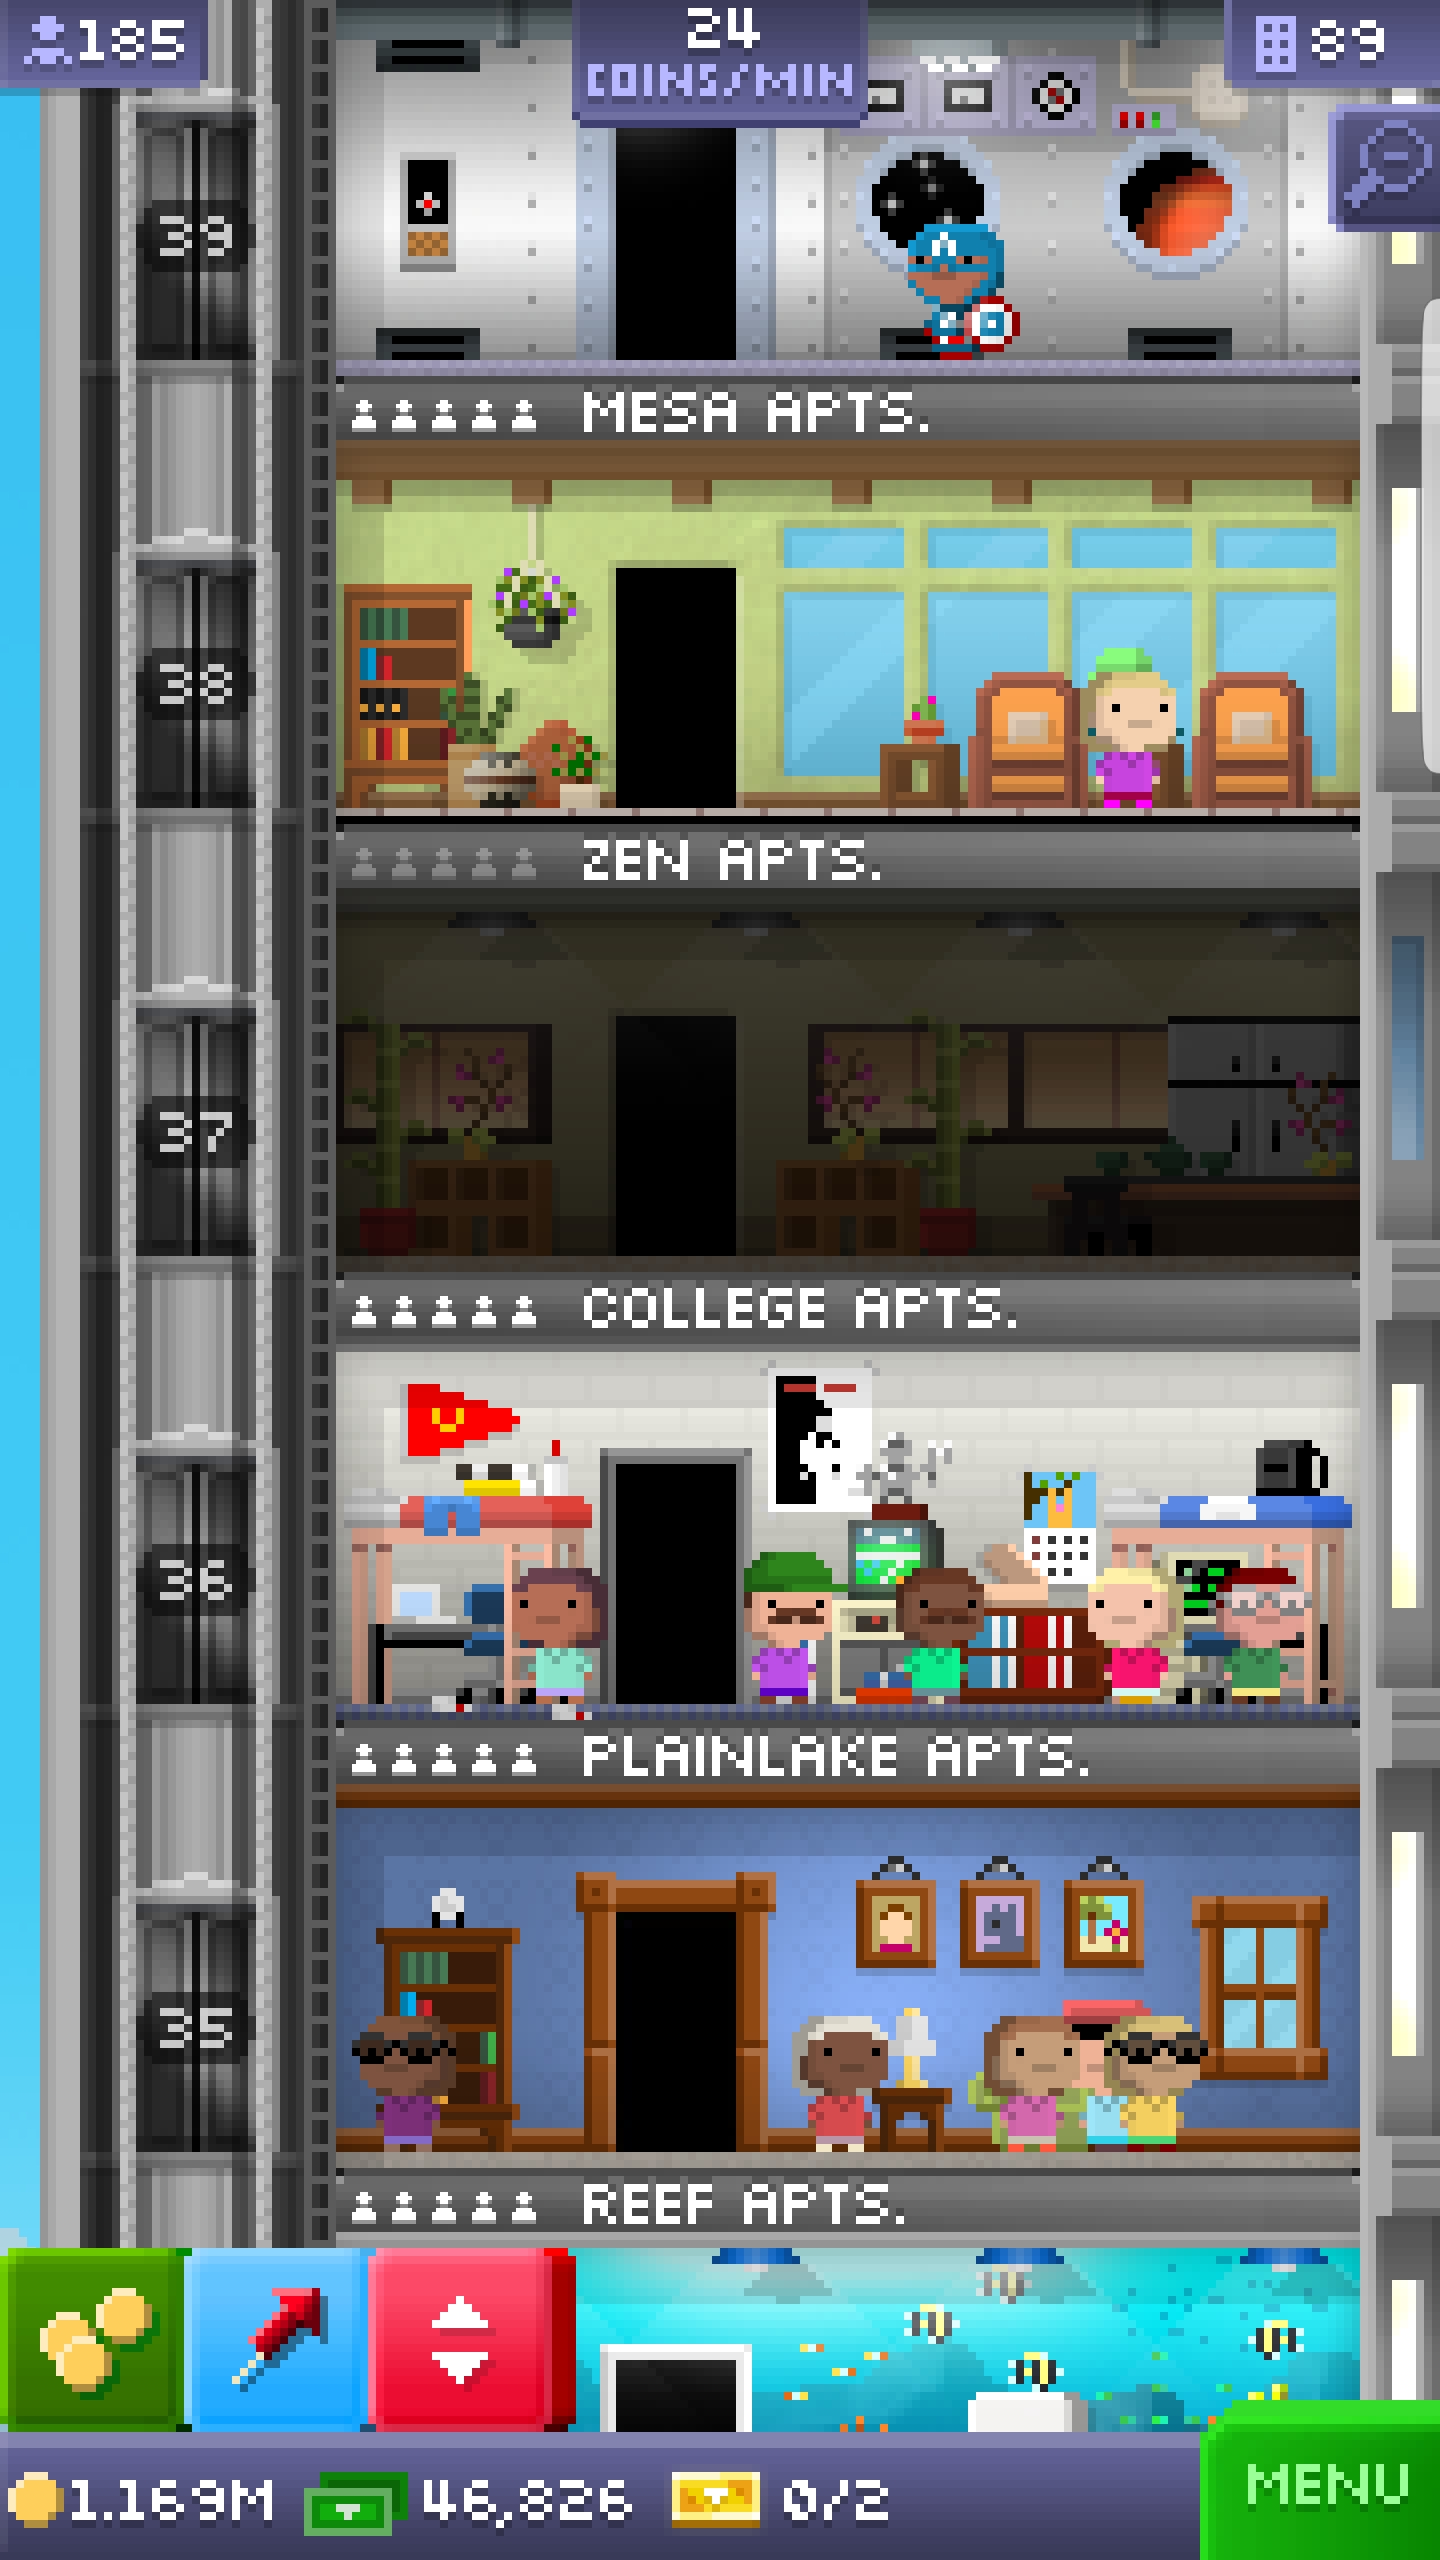 185
24
COINS/MIN
89
39
MESA APTS.
38
ZEN APTS.
37
COLLEGE APTS.
36
PLAINLAKE APTS.
35
REEF APTS.
1.169M 46,826 0/2
MENU